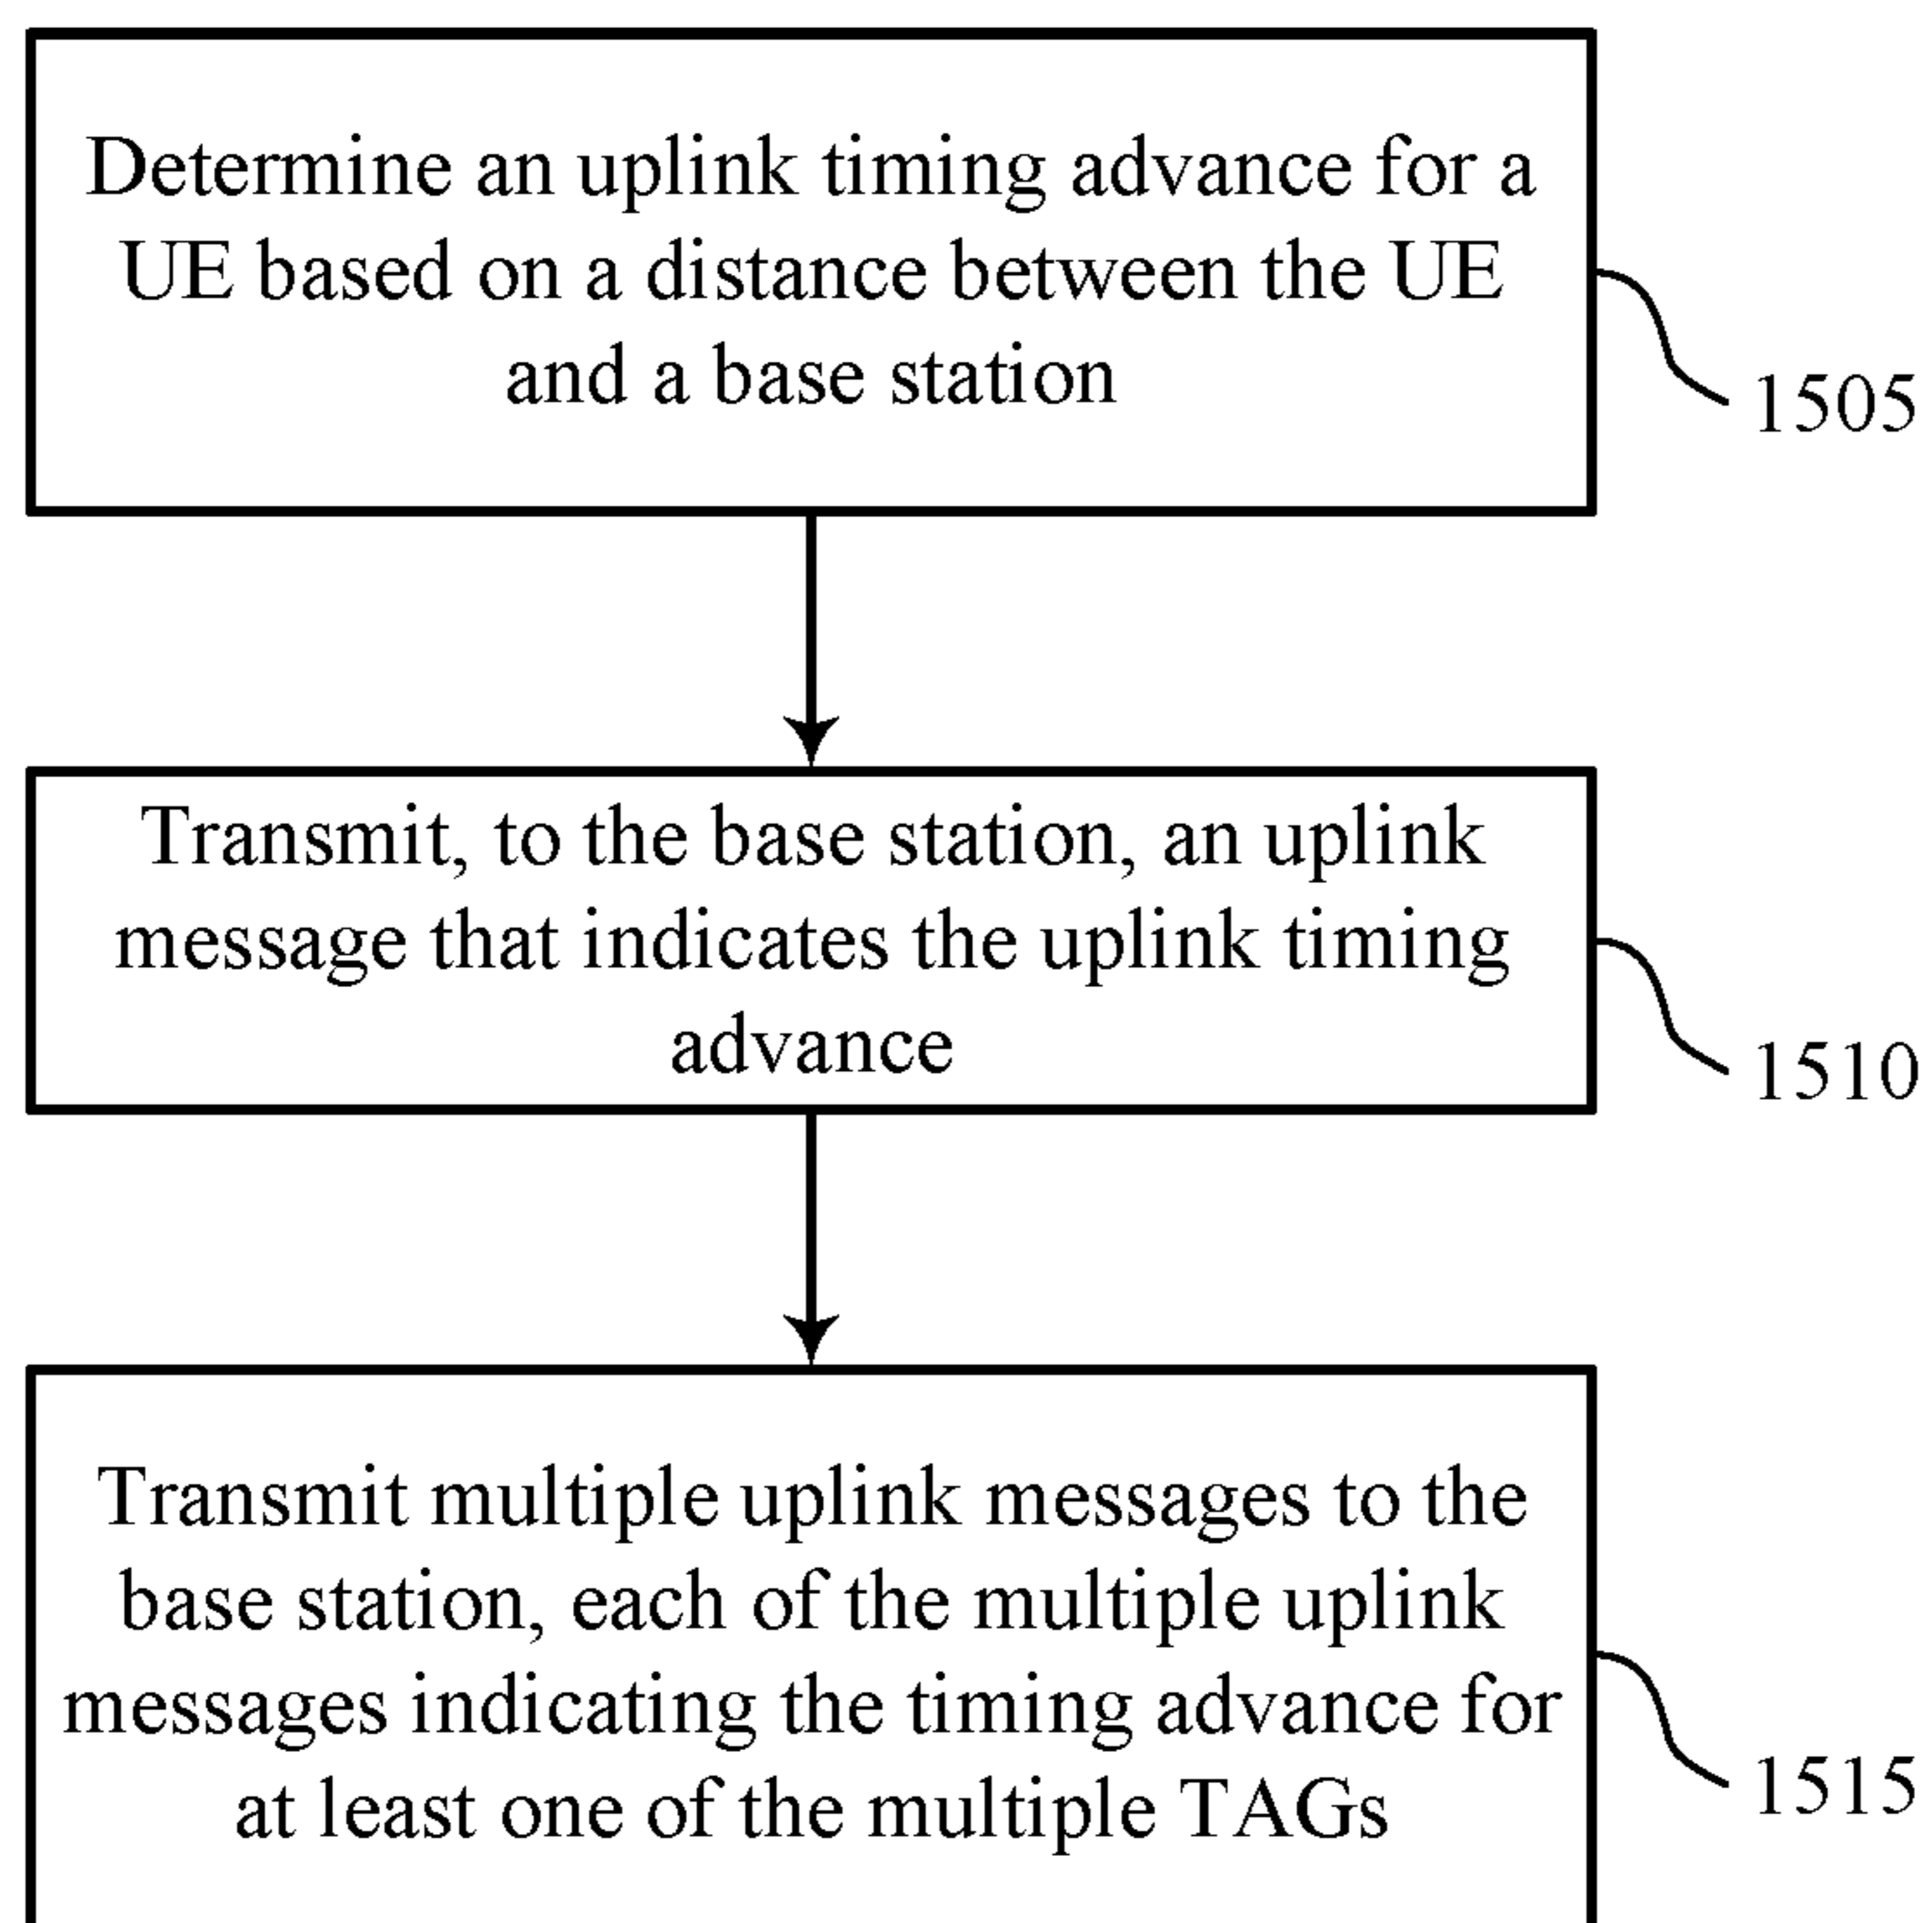 Determine an uplink timing advance for a
UE based on a distance between the UE
and a base station
1505
Transmit, to the base station, an uplink
message that indicates the uplink timing
advance
1510
Transmit multiple uplink messages to the
base station, each of the multiple uplink
messages indicating the timing advance for
at least one of the multiple TAGs
1515